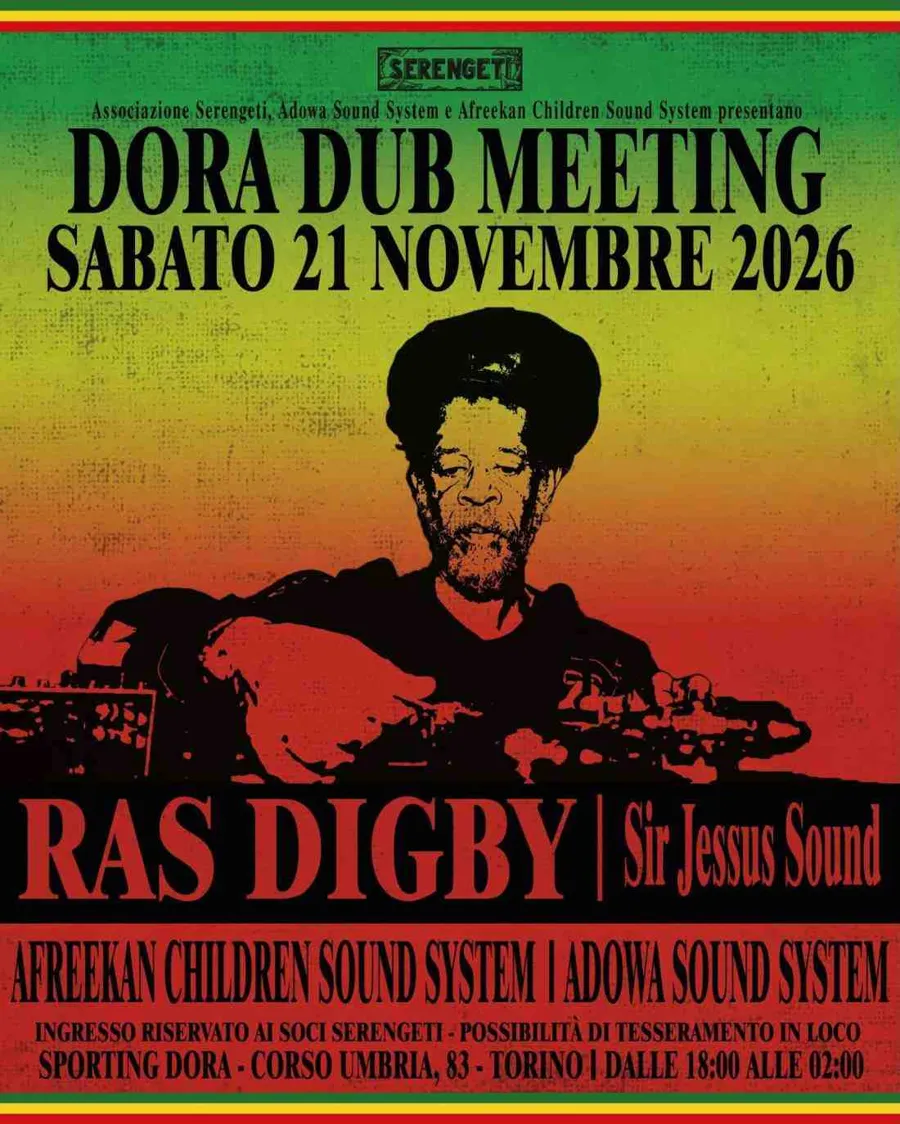 SERENGETI
Associazione Serengeti, Adowa Sound System e Afreekan Children Sound System presentano
DORA DUB MEETING
SABATO 21 NOVEMBRE 2026
RAS DIGBY | Sir Jessus Sound
AFREEKAN CHILDREN SOUND SYSTEM | ADOWA SOUND SYSTEM
INGRESSO RISERVATO AI SOCI SERENGETI - POSSIBILITÀ DI TESSERAMENTO IN LOCO
SPORTING DORA - CORSO UMBRIA, 83 - TORINO | DALLE 18:00 ALLE 02:00